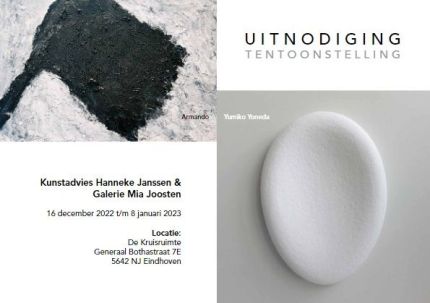 Armando
Kunstadvies Hanneke Janssen &
Galerie Mia Joosten
16 december 2022 t/m 8 januari 2023
Locatie:
De Kruisruimte
Generaal Bothastraat 7E
5642 NJ Eindhoven
UITNODIGING
TENTOONSTELLING
Yumiko Yoneda